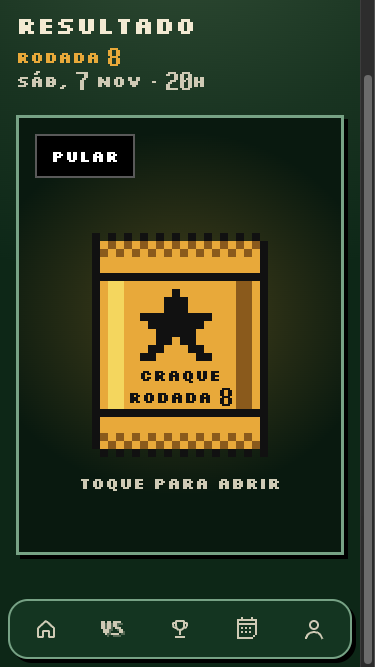 RESULTADO
RODADA 8
SÁB, 7 NOV · 20H
PULAR
CRAQUE
RODADA 8
TOQUE PARA ABRIR
VS